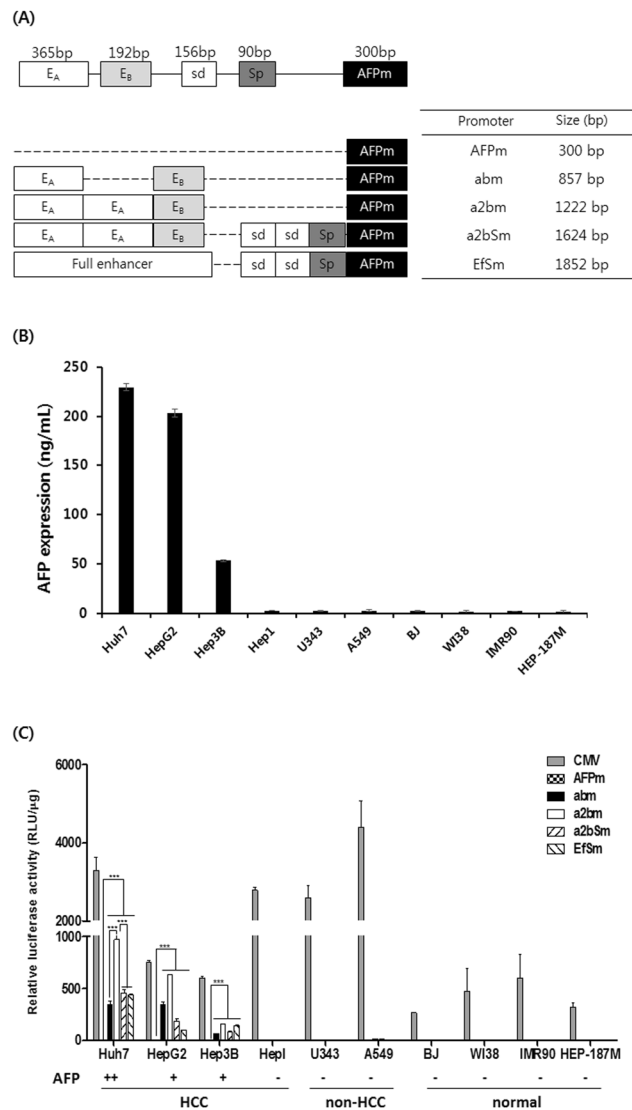 (A)
365bp 192bp 156bp 90bp 300bp
EA EB sd Sp AFPm
Promoter Size (bp)
AFPm AFPm 300 bp
EA EB AFPm abm 857 bp
EA EA EB AFPm a2bm 1222 bp
EA EA EB sd sd Sp AFPm a2bSm 1624 bp
Full enhancer sd sd Sp AFPm EfSm 1852 bp
(B)
AFP expression (ng/mL)
250
200
150
100
50
0
Huh7 HepG2 Hep3B Hep1 U343 A549 BJ WI38 IMR90 HEP-187M
(C)
Relative luciferase activity (RLU/μg)
6000
4000
2000
1000
500
0
CMV
AFPm
abm
a2bm
a2bSm
EfSm
*** *** *** *** ***
Huh7 HepG2 Hep3B HepI U343 A549 BJ WI38 IMR90 HEP-187M
AFP ++ + + - - - - - - -
HCC non-HCC normal